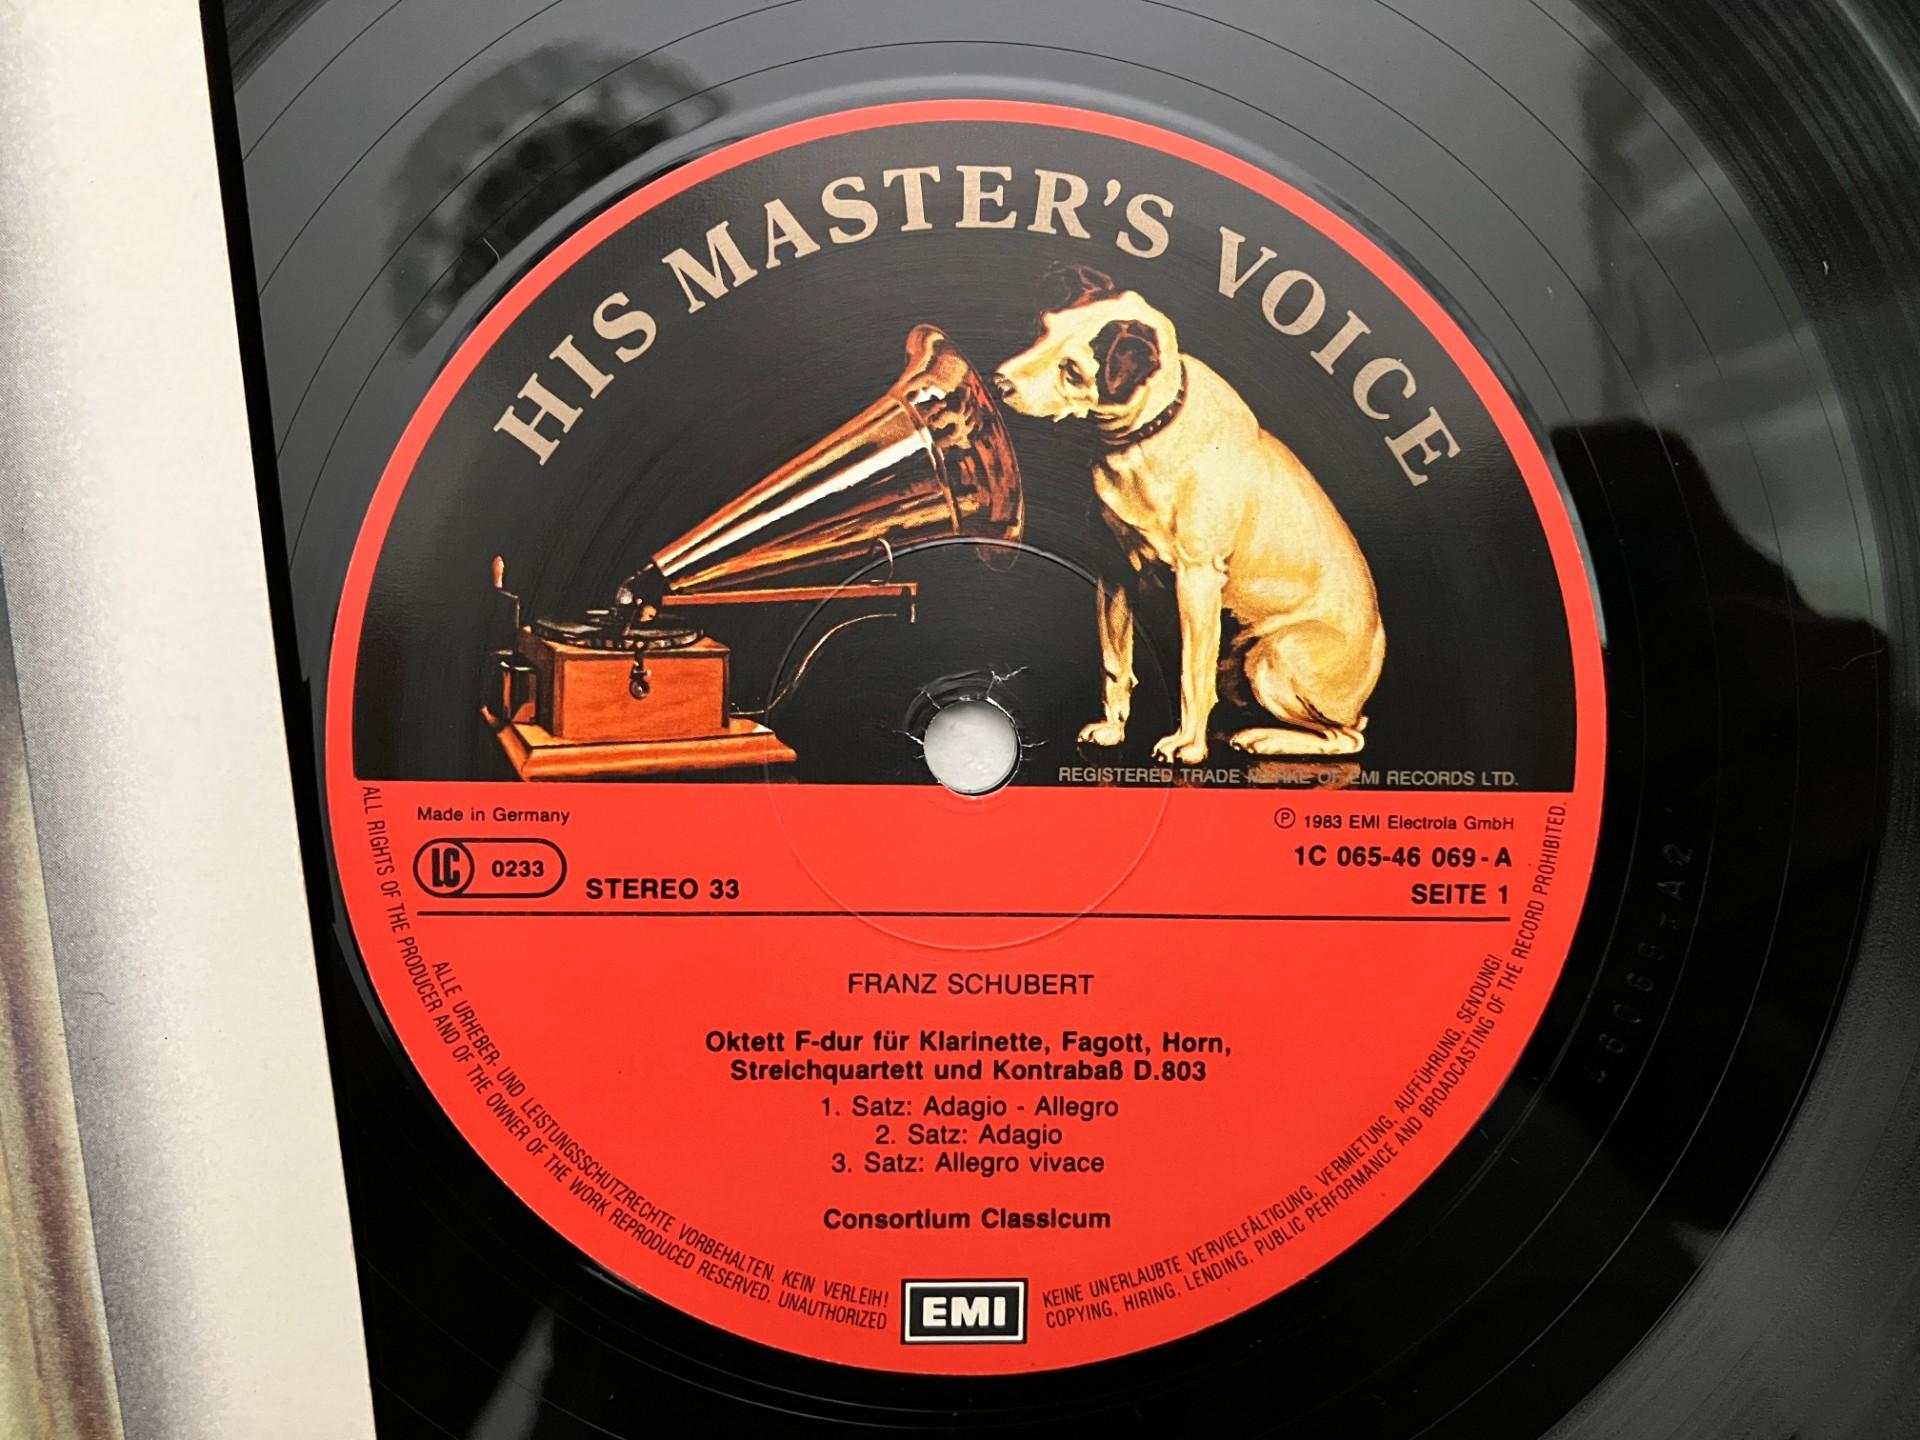 HIS MASTER'S VOICE
REGISTERED TRADE MARKE OF EMI RECORDS LTD.
Made in Germany
LC 0233
STEREO 33
Ⓟ 1983 EMI Electrola GmbH
1C 065-46 069-A
SEITE 1
FRANZ SCHUBERT
Oktett F-dur für Klarinette, Fagott, Horn,
Streichquartett und Kontrabaß D.803
1. Satz: Adagio - Allegro
2. Satz: Adagio
3. Satz: Allegro vivace
Consortium Classicum
EMI
ALLE URHEBER- UND LEISTUNGSSCHUTZRECHTE VORBEHALTEN. KEIN VERLEIH!
KEINE UNERLAUBTE VERVIELFÄLTIGUNG, VERMIETUNG, AUFFÜHRUNG, SENDUNG!
ALL RIGHTS OF THE PRODUCER AND OF THE OWNER OF THE WORK REPRODUCED RESERVED. UNAUTHORIZED
COPYING, HIRING, LENDING, PUBLIC PERFORMANCE AND BROADCASTING OF THE RECORD PROHIBITED.